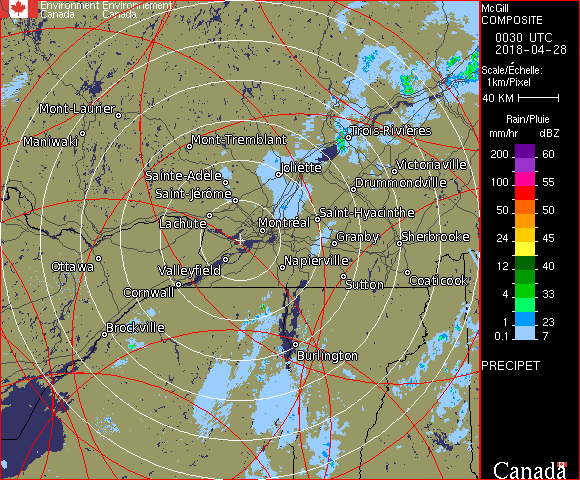 Environment Environnement
Canada Canada
McGill
COMPOSITE
0030 UTC
2018-04-28
Scale/Échelle:
1km/Pixel
40 KM
Rain/Pluie
mm/hr dBZ
200 60
100 55
50 50
24 45
12 40
4 33
1 23
0.1 7
PRECIPET
Canada
Mont-Laurier
Maniwaki
Mont-Tremblant
Trois-Rivières
Joliette
Victoriaville
Sainte-Adèle
Drummondville
Saint-Jérôme
Saint-Hyacinthe
Lachute
Montréal
Granby
Sherbrooke
Ottawa
Valleyfield
Napierville
Coaticook
Cornwall
Sutton
Brockville
Burlington